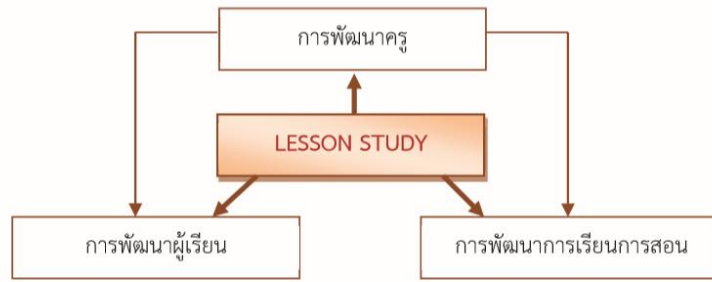 การพัฒนาครู
LESSON STUDY
การพัฒนาผู้เรียน
การพัฒนาการเรียนการสอน